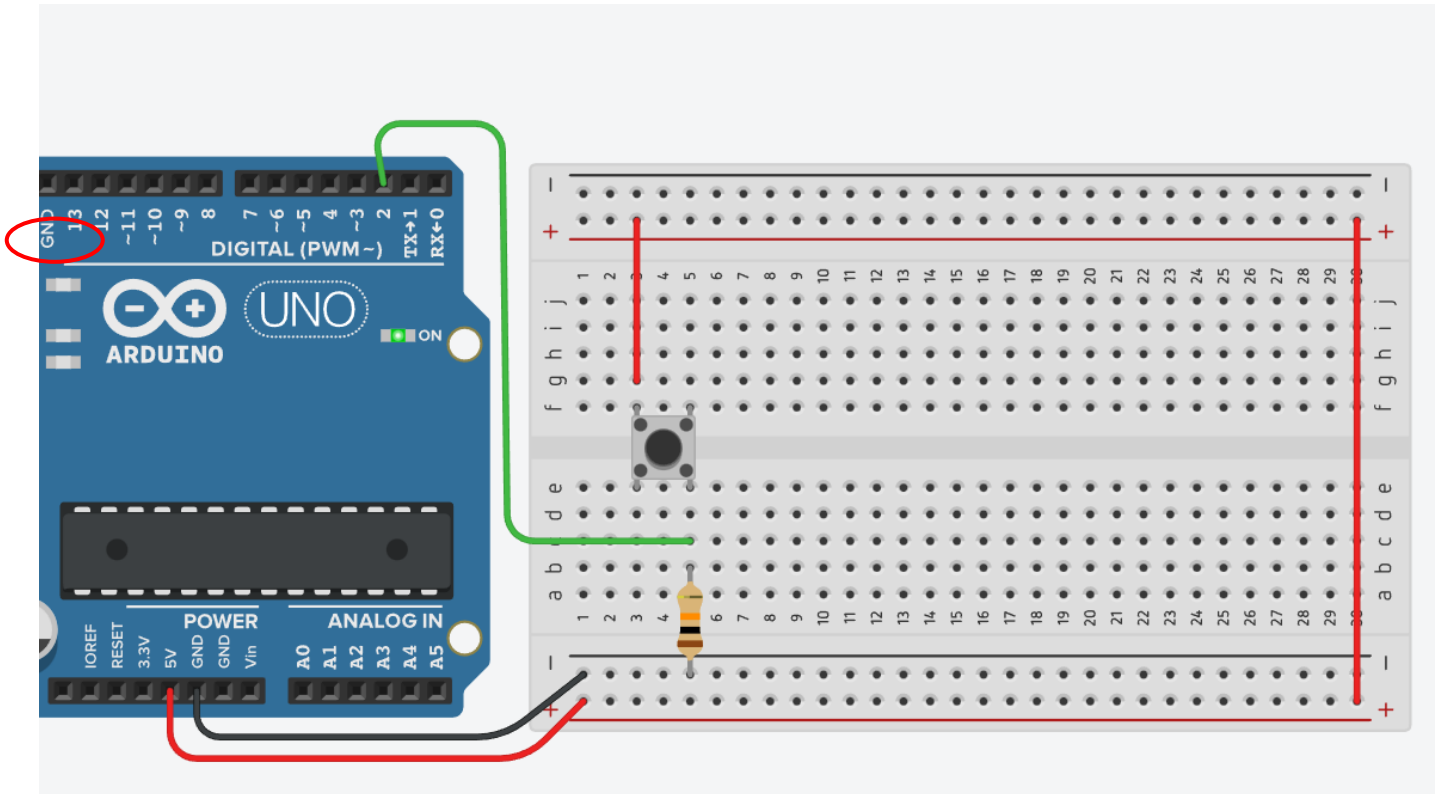 GND 13 12 ~11 ~10 ~9 8 7 ~6 ~5 4 ~3 2 TX→1 RX←0
DIGITAL (PWM~)
UNO
ON
ARDUINO
POWER
ANALOG IN
IOREF RESET 3.3V 5V GND GND Vin A0 A1 A2 A3 A4 A5
− −
+ +
1 2 3 4 5 6 7 8 9 10 11 12 13 14 15 16 17 18 19 20 21 22 23 24 25 26 27 28 29 30
j j
i i
h h
g g
f f
e e
d d
c c
b b
a a
1 2 3 4 5 6 7 8 9 10 11 12 13 14 15 16 17 18 19 20 21 22 23 24 25 26 27 28 29 30
− −
+ +